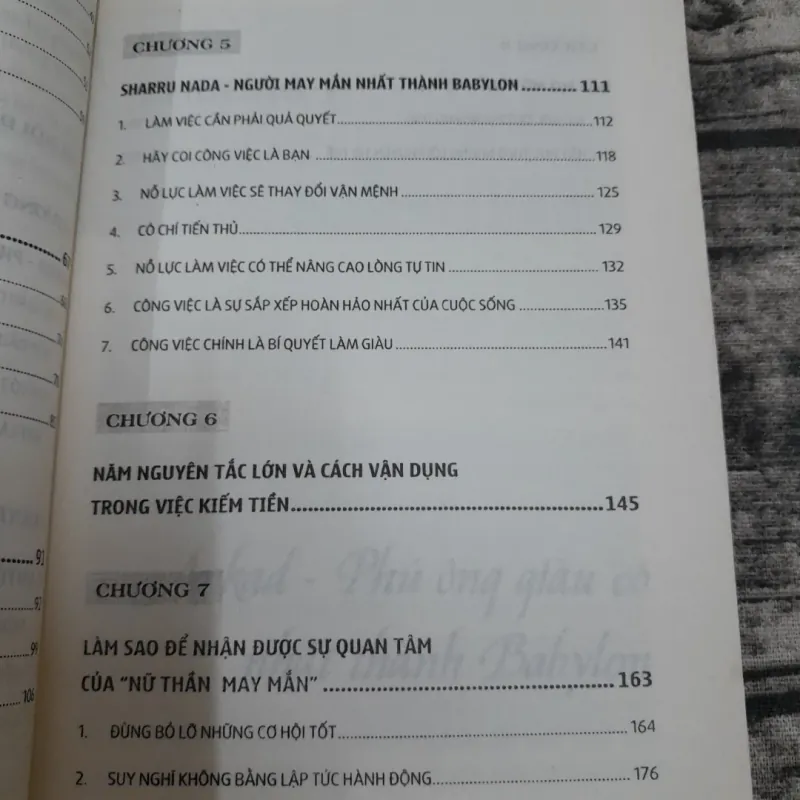 CHƯƠNG 5
SHARRU NADA - NGƯỜI MAY MẮN NHẤT THÀNH BABYLON ........... 111
1. LÀM VIỆC CẦN PHẢI QUẢ QUYẾT ........ 112
2. HÃY COI CÔNG VIỆC LÀ BẠN ........ 118
3. NỖ LỰC LÀM VIỆC SẼ THAY ĐỔI VẬN MỆNH ........ 125
4. CÓ CHÍ TIẾN THỦ ........ 129
5. NỖ LỰC LÀM VIỆC CÓ THỂ NÂNG CAO LÒNG TỰ TIN ........ 132
6. CÔNG VIỆC LÀ SỰ SẮP XẾP HOÀN HẢO NHẤT CỦA CUỘC SỐNG ........ 135
7. CÔNG VIỆC CHÍNH LÀ BÍ QUYẾT LÀM GIÀU ........ 141
CHƯƠNG 6
NĂM NGUYÊN TẮC LỚN VÀ CÁCH VẬN DỤNG
TRONG VIỆC KIẾM TIỀN ........ 145
CHƯƠNG 7
LÀM SAO ĐỂ NHẬN ĐƯỢC SỰ QUAN TÂM
CỦA "NỮ THẦN MAY MẮN" ........ 163
1. ĐỪNG BỎ LỠ NHỮNG CƠ HỘI TỐT ........ 164
2. SUY NGHĨ KHÔNG BẰNG LẬP TỨC HÀNH ĐỘNG ........ 176
91
99
106